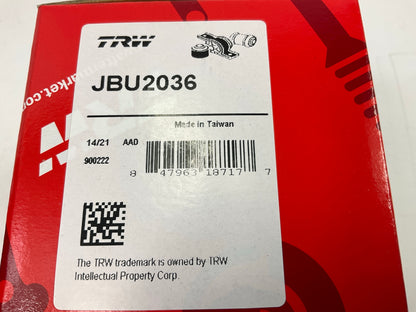 TRW
JBU2036
Made in Taiwan
14/21 AAD
900222
8 47963 18717 7
The TRW trademark is owned by TRW
Intellectual Property Corp.